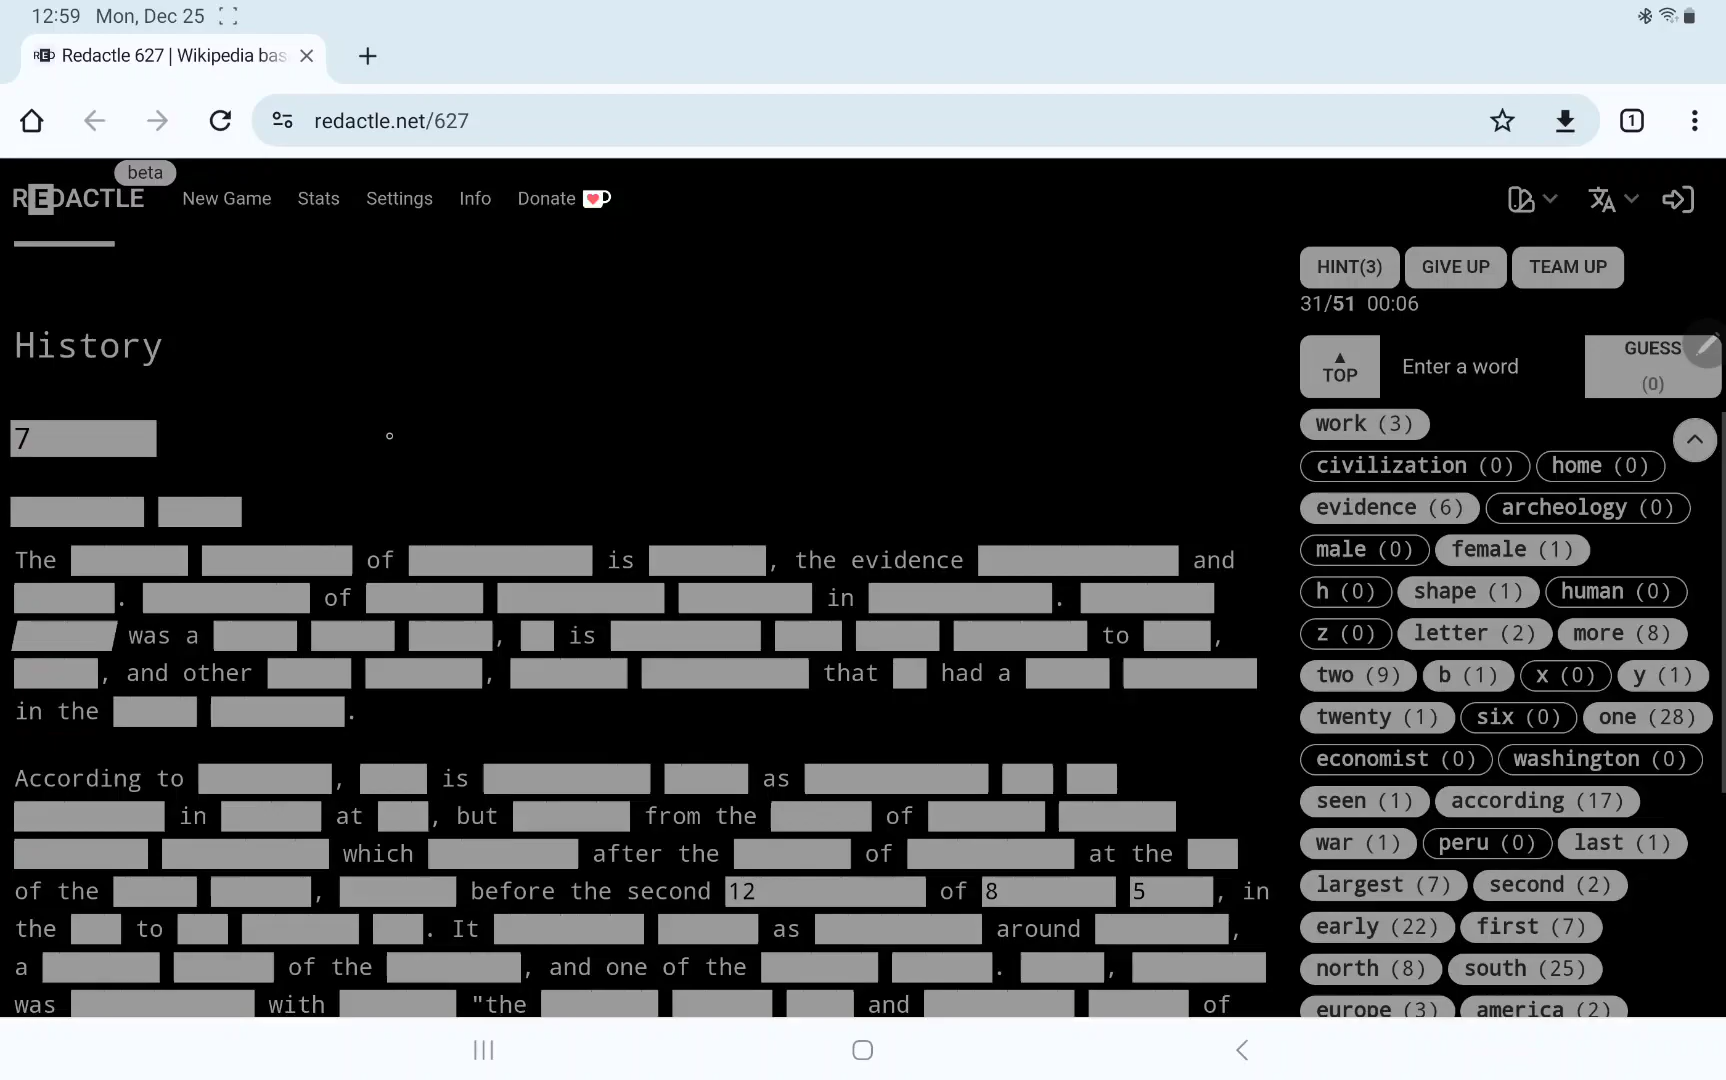 12:59 Mon, Dec 25
RED Redactle 627 | Wikipedia bas
1
redactle.net/627
beta
REDACTLE New Game Stats Settings Info Donate
HINT(3) GIVE UP TEAM UP
31/51 00:06
History
▲ TOP Enter a word GUESS (0)
7
work (3)
civilization (0) home (0)
evidence (6) archeology (0)
The of is , the evidence and
male (0) female (1)
. of in .
h (0) shape (1) human (0)
was a , is to ,
z (0) letter (2) more (8)
, and other , that had a
two (9) b (1) x (0) y (1)
in the .
twenty (1) six (0) one (28)
According to , is as
economist (0) washington (0)
in at , but from the of
seen (1) according (17)
which after the of at the
war (1) peru (0) last (1)
of the , before the second 12 of 8 5 , in
largest (7) second (2)
the to . It as around ,
early (22) first (7)
a of the , and one of the . ,
north (8) south (25)
was with "the and of
europe (3) america (2)